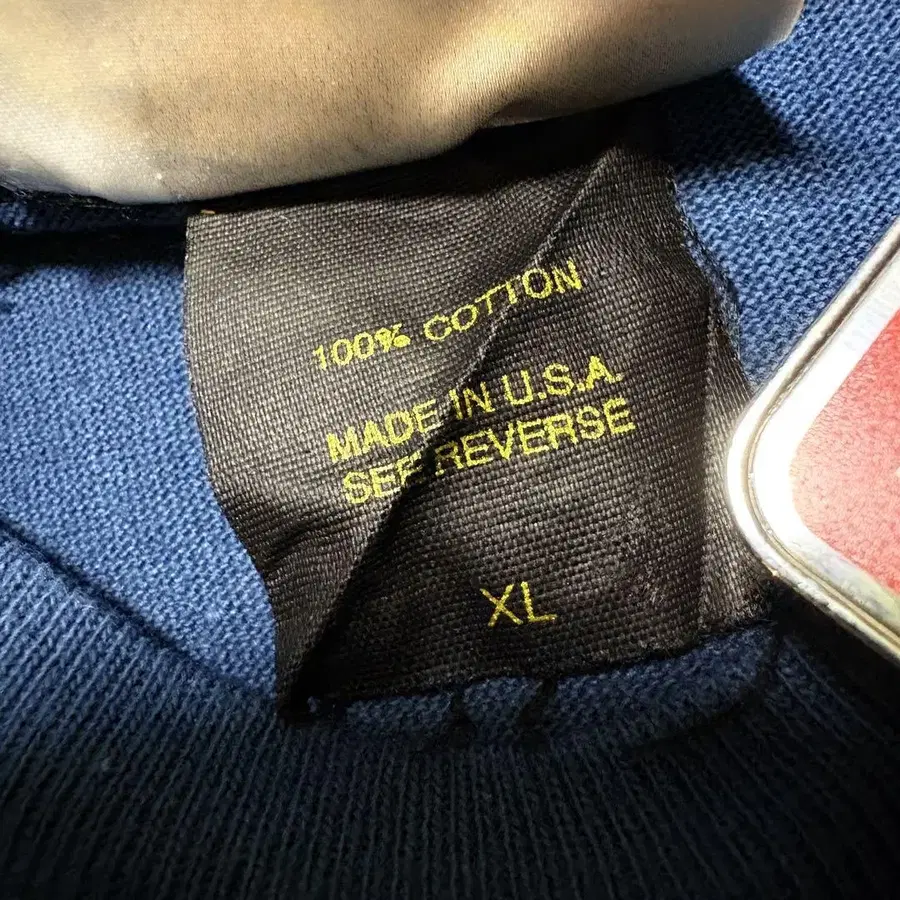 100% COTTON
MADE IN U.S.A.
SEE REVERSE
XL